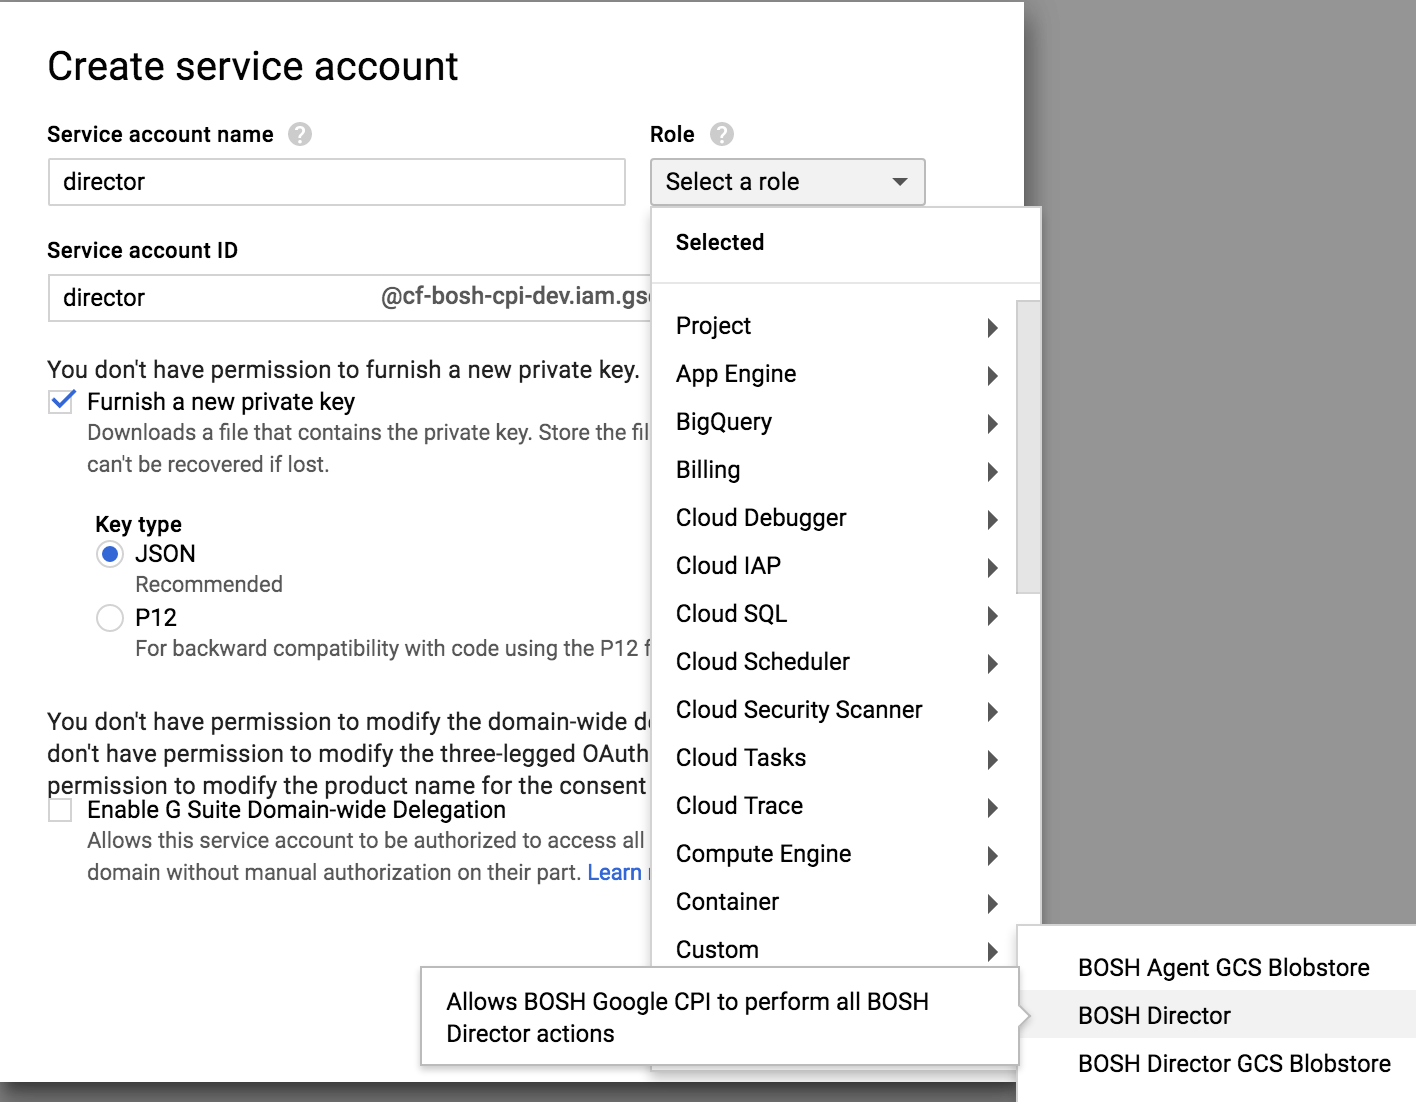 Create service account
Service account name ?
Role ?
director
Select a role
Service account ID
director @cf-bosh-cpi-dev.iam.gs
You don't have permission to furnish a new private key.
Furnish a new private key
Downloads a file that contains the private key. Store the fil
can't be recovered if lost.
Key type
JSON
Recommended
P12
For backward compatibility with code using the P12 f
You don't have permission to modify the domain-wide d
don't have permission to modify the three-legged OAuth
permission to modify the product name for the consent
Enable G Suite Domain-wide Delegation
Allows this service account to be authorized to access all
domain without manual authorization on their part. Learn
Selected
Project
App Engine
BigQuery
Billing
Cloud Debugger
Cloud IAP
Cloud SQL
Cloud Scheduler
Cloud Security Scanner
Cloud Tasks
Cloud Trace
Compute Engine
Container
Custom
Allows BOSH Google CPI to perform all BOSH
Director actions
BOSH Agent GCS Blobstore
BOSH Director
BOSH Director GCS Blobstore